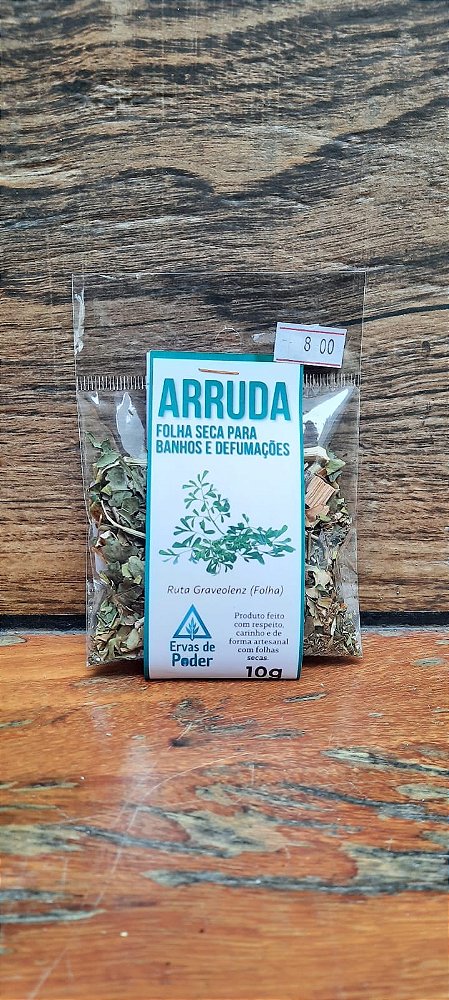 8 00
ARRUDA
FOLHA SECA PARA
BANHOS E DEFUMAÇÕES
Ruta Graveolenz (Folha)
Ervas de
Poder
Produto feito
com respeito,
carinho e de
forma artesanal
com folhas
secas.
10g